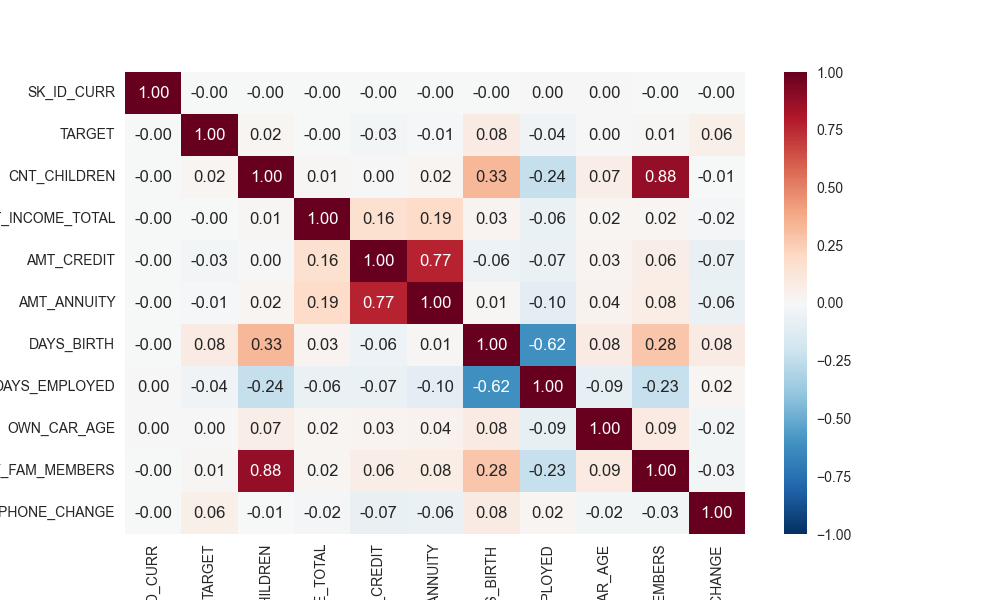 SK_ID_CURR 1.00 -0.00 -0.00 -0.00 -0.00 -0.00 -0.00 0.00 0.00 -0.00 -0.00 1.00
TARGET -0.00 1.00 0.02 -0.00 -0.03 -0.01 0.08 -0.04 0.00 0.01 0.06 0.75
CNT_CHILDREN -0.00 0.02 1.00 0.01 0.00 0.02 0.33 -0.24 0.07 0.88 -0.01 0.50
T_INCOME_TOTAL -0.00 -0.00 0.01 1.00 0.16 0.19 0.03 -0.06 0.02 0.02 -0.02 0.25
AMT_CREDIT -0.00 -0.03 0.00 0.16 1.00 0.77 -0.06 -0.07 0.03 0.06 -0.07
AMT_ANNUITY -0.00 -0.01 0.02 0.19 0.77 1.00 0.01 -0.10 0.04 0.08 -0.06 0.00
DAYS_BIRTH -0.00 0.08 0.33 0.03 -0.06 0.01 1.00 -0.62 0.08 0.28 0.08 −0.25
DAYS_EMPLOYED 0.00 -0.04 -0.24 -0.06 -0.07 -0.10 -0.62 1.00 -0.09 -0.23 0.02
OWN_CAR_AGE 0.00 0.00 0.07 0.02 0.03 0.04 0.08 -0.09 1.00 0.09 -0.02 −0.50
T_FAM_MEMBERS -0.00 0.01 0.88 0.02 0.06 0.08 0.28 -0.23 0.09 1.00 -0.03 −0.75
PHONE_CHANGE -0.00 0.06 -0.01 -0.02 -0.07 -0.06 0.08 0.02 -0.02 -0.03 1.00 −1.00
D_CURR
TARGET
HILDREN
E_TOTAL
_CREDIT
ANNUITY
S_BIRTH
PLOYED
AR_AGE
EMBERS
CHANGE